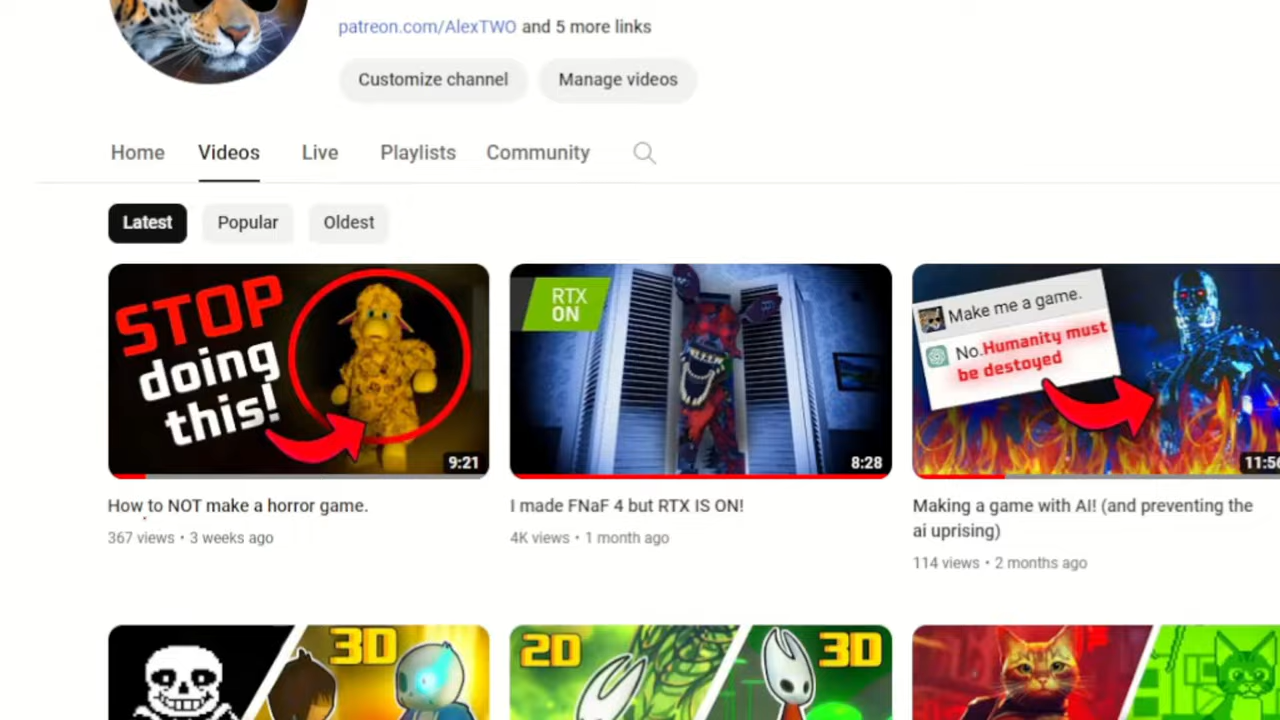 patreon.com/AlexTWO and 5 more links
Customize channel
Manage videos
Home
Videos
Live
Playlists
Community
Latest
Popular
Oldest
STOP
doing
this!
9:21
RTX
ON
8:28
Make me a game.
No.Humanity must
be destoyed
11:56
How to NOT make a horror game.
367 views • 3 weeks ago
I made FNaF 4 but RTX IS ON!
4K views • 1 month ago
Making a game with AI! (and preventing the
ai uprising)
114 views • 2 months ago
3D
2D
3D